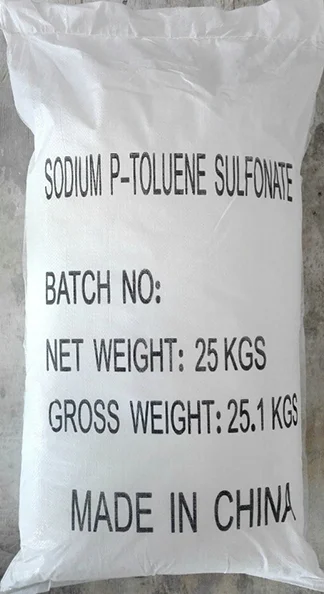 SODIUM P-TOLUENE SULFONATE
BATCH NO:
NET WEIGHT: 25 KGS
GROSS WEIGHT: 25.1 KGS
MADE IN CHINA